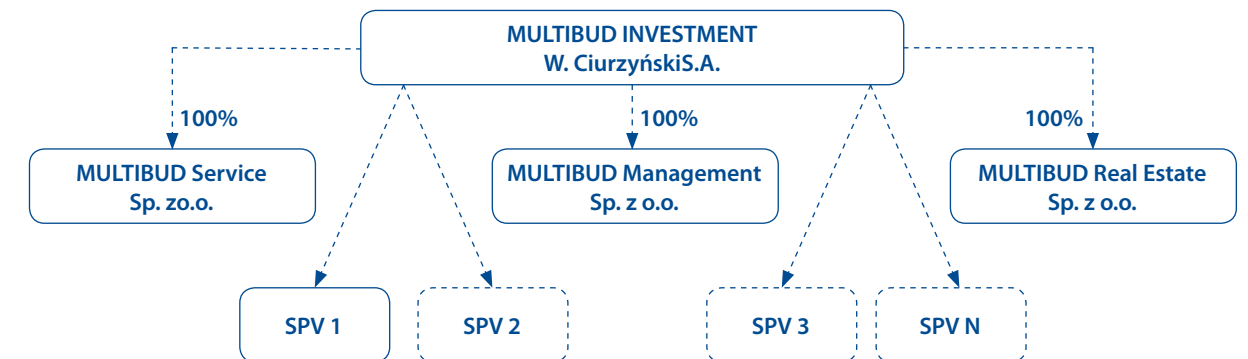 MULTIBUD INVESTMENT
W. CiurzyńskiS.A.
100%
100%
100%
MULTIBUD Service
Sp. zo.o.
MULTIBUD Management
Sp. z o.o.
MULTIBUD Real Estate
Sp. z o.o.
SPV 1
SPV 2
SPV 3
SPV N